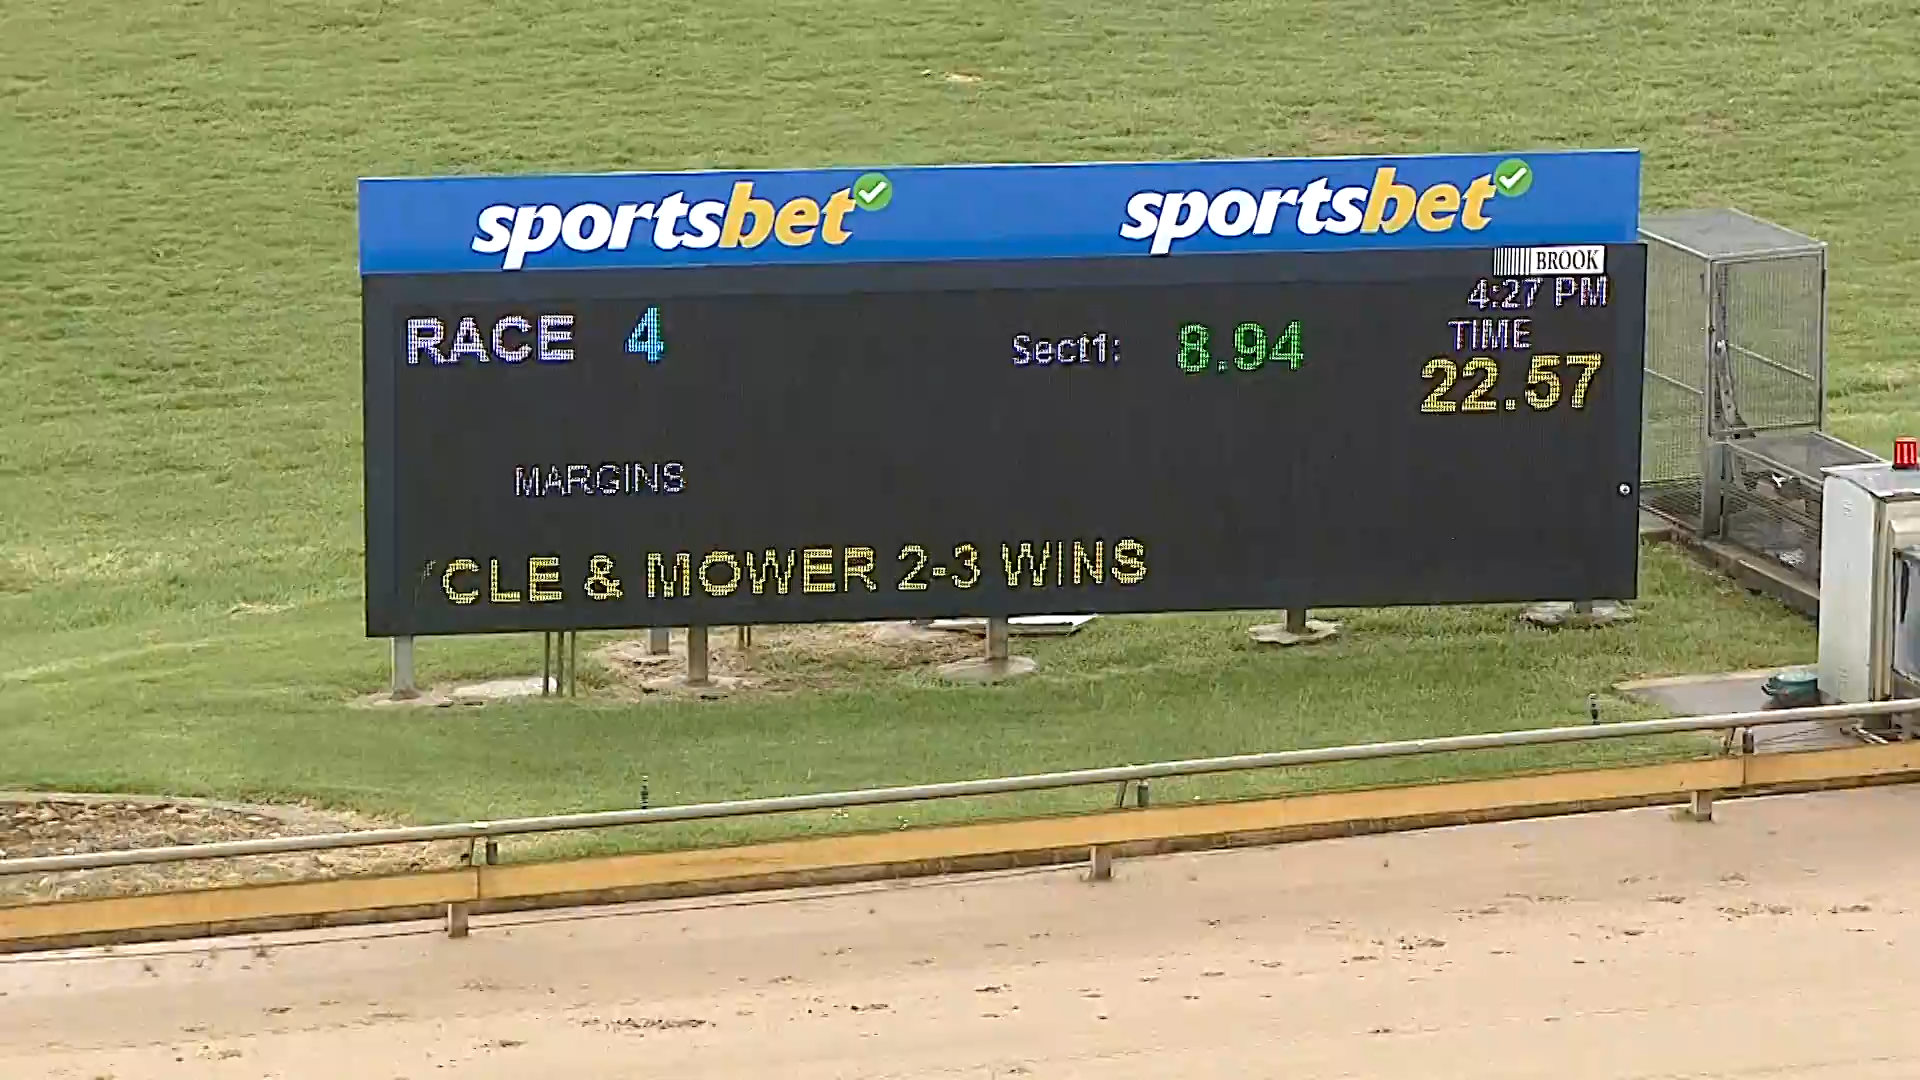 sportsbet sportsbet
BROOK
4:27 PM
RACE 4 Sect1: 8.94 TIME
22.57
MARGINS
CLE & MOWER 2-3 WINS